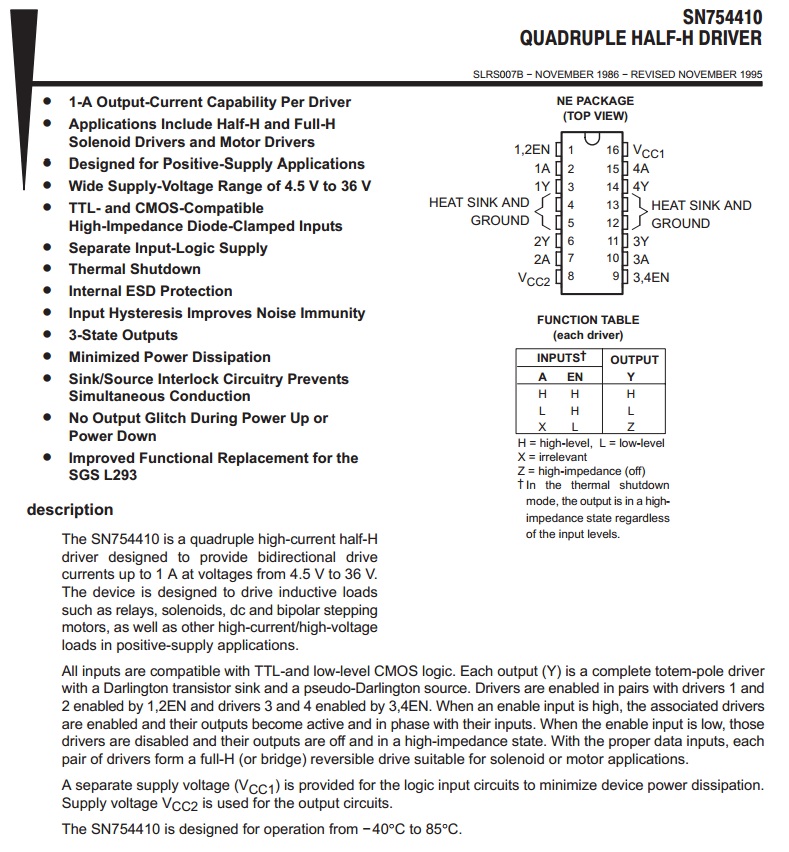 SN754410
QUADRUPLE HALF-H DRIVER
SLRS007B − NOVEMBER 1986 − REVISED NOVEMBER 1995
● 1-A Output-Current Capability Per Driver
● Applications Include Half-H and Full-H
Solenoid Drivers and Motor Drivers
● Designed for Positive-Supply Applications
● Wide Supply-Voltage Range of 4.5 V to 36 V
● TTL- and CMOS-Compatible
High-Impedance Diode-Clamped Inputs
● Separate Input-Logic Supply
● Thermal Shutdown
● Internal ESD Protection
● Input Hysteresis Improves Noise Immunity
● 3-State Outputs
● Minimized Power Dissipation
● Sink/Source Interlock Circuitry Prevents
Simultaneous Conduction
● No Output Glitch During Power Up or
Power Down
● Improved Functional Replacement for the
SGS L293
NE PACKAGE
(TOP VIEW)
1,2EN 1 16 VCC1
1A 2 15 4A
1Y 3 14 4Y
HEAT SINK AND 4 13 HEAT SINK AND
GROUND 5 12 GROUND
2Y 6 11 3Y
2A 7 10 3A
VCC2 8 9 3,4EN
FUNCTION TABLE
(each driver)
INPUTS† OUTPUT
A EN Y
H H H
L H L
X L Z
H = high-level, L = low-level
X = irrelevant
Z = high-impedance (off)
† In the thermal shutdown
mode, the output is in a high-
impedance state regardless
of the input levels.
description
The SN754410 is a quadruple high-current half-H
driver designed to provide bidirectional drive
currents up to 1 A at voltages from 4.5 V to 36 V.
The device is designed to drive inductive loads
such as relays, solenoids, dc and bipolar stepping
motors, as well as other high-current/high-voltage
loads in positive-supply applications.
All inputs are compatible with TTL-and low-level CMOS logic. Each output (Y) is a complete totem-pole driver
with a Darlington transistor sink and a pseudo-Darlington source. Drivers are enabled in pairs with drivers 1 and
2 enabled by 1,2EN and drivers 3 and 4 enabled by 3,4EN. When an enable input is high, the associated drivers
are enabled and their outputs become active and in phase with their inputs. When the enable input is low, those
drivers are disabled and their outputs are off and in a high-impedance state. With the proper data inputs, each
pair of drivers form a full-H (or bridge) reversible drive suitable for solenoid or motor applications.
A separate supply voltage (VCC1) is provided for the logic input circuits to minimize device power dissipation.
Supply voltage VCC2 is used for the output circuits.
The SN754410 is designed for operation from −40°C to 85°C.